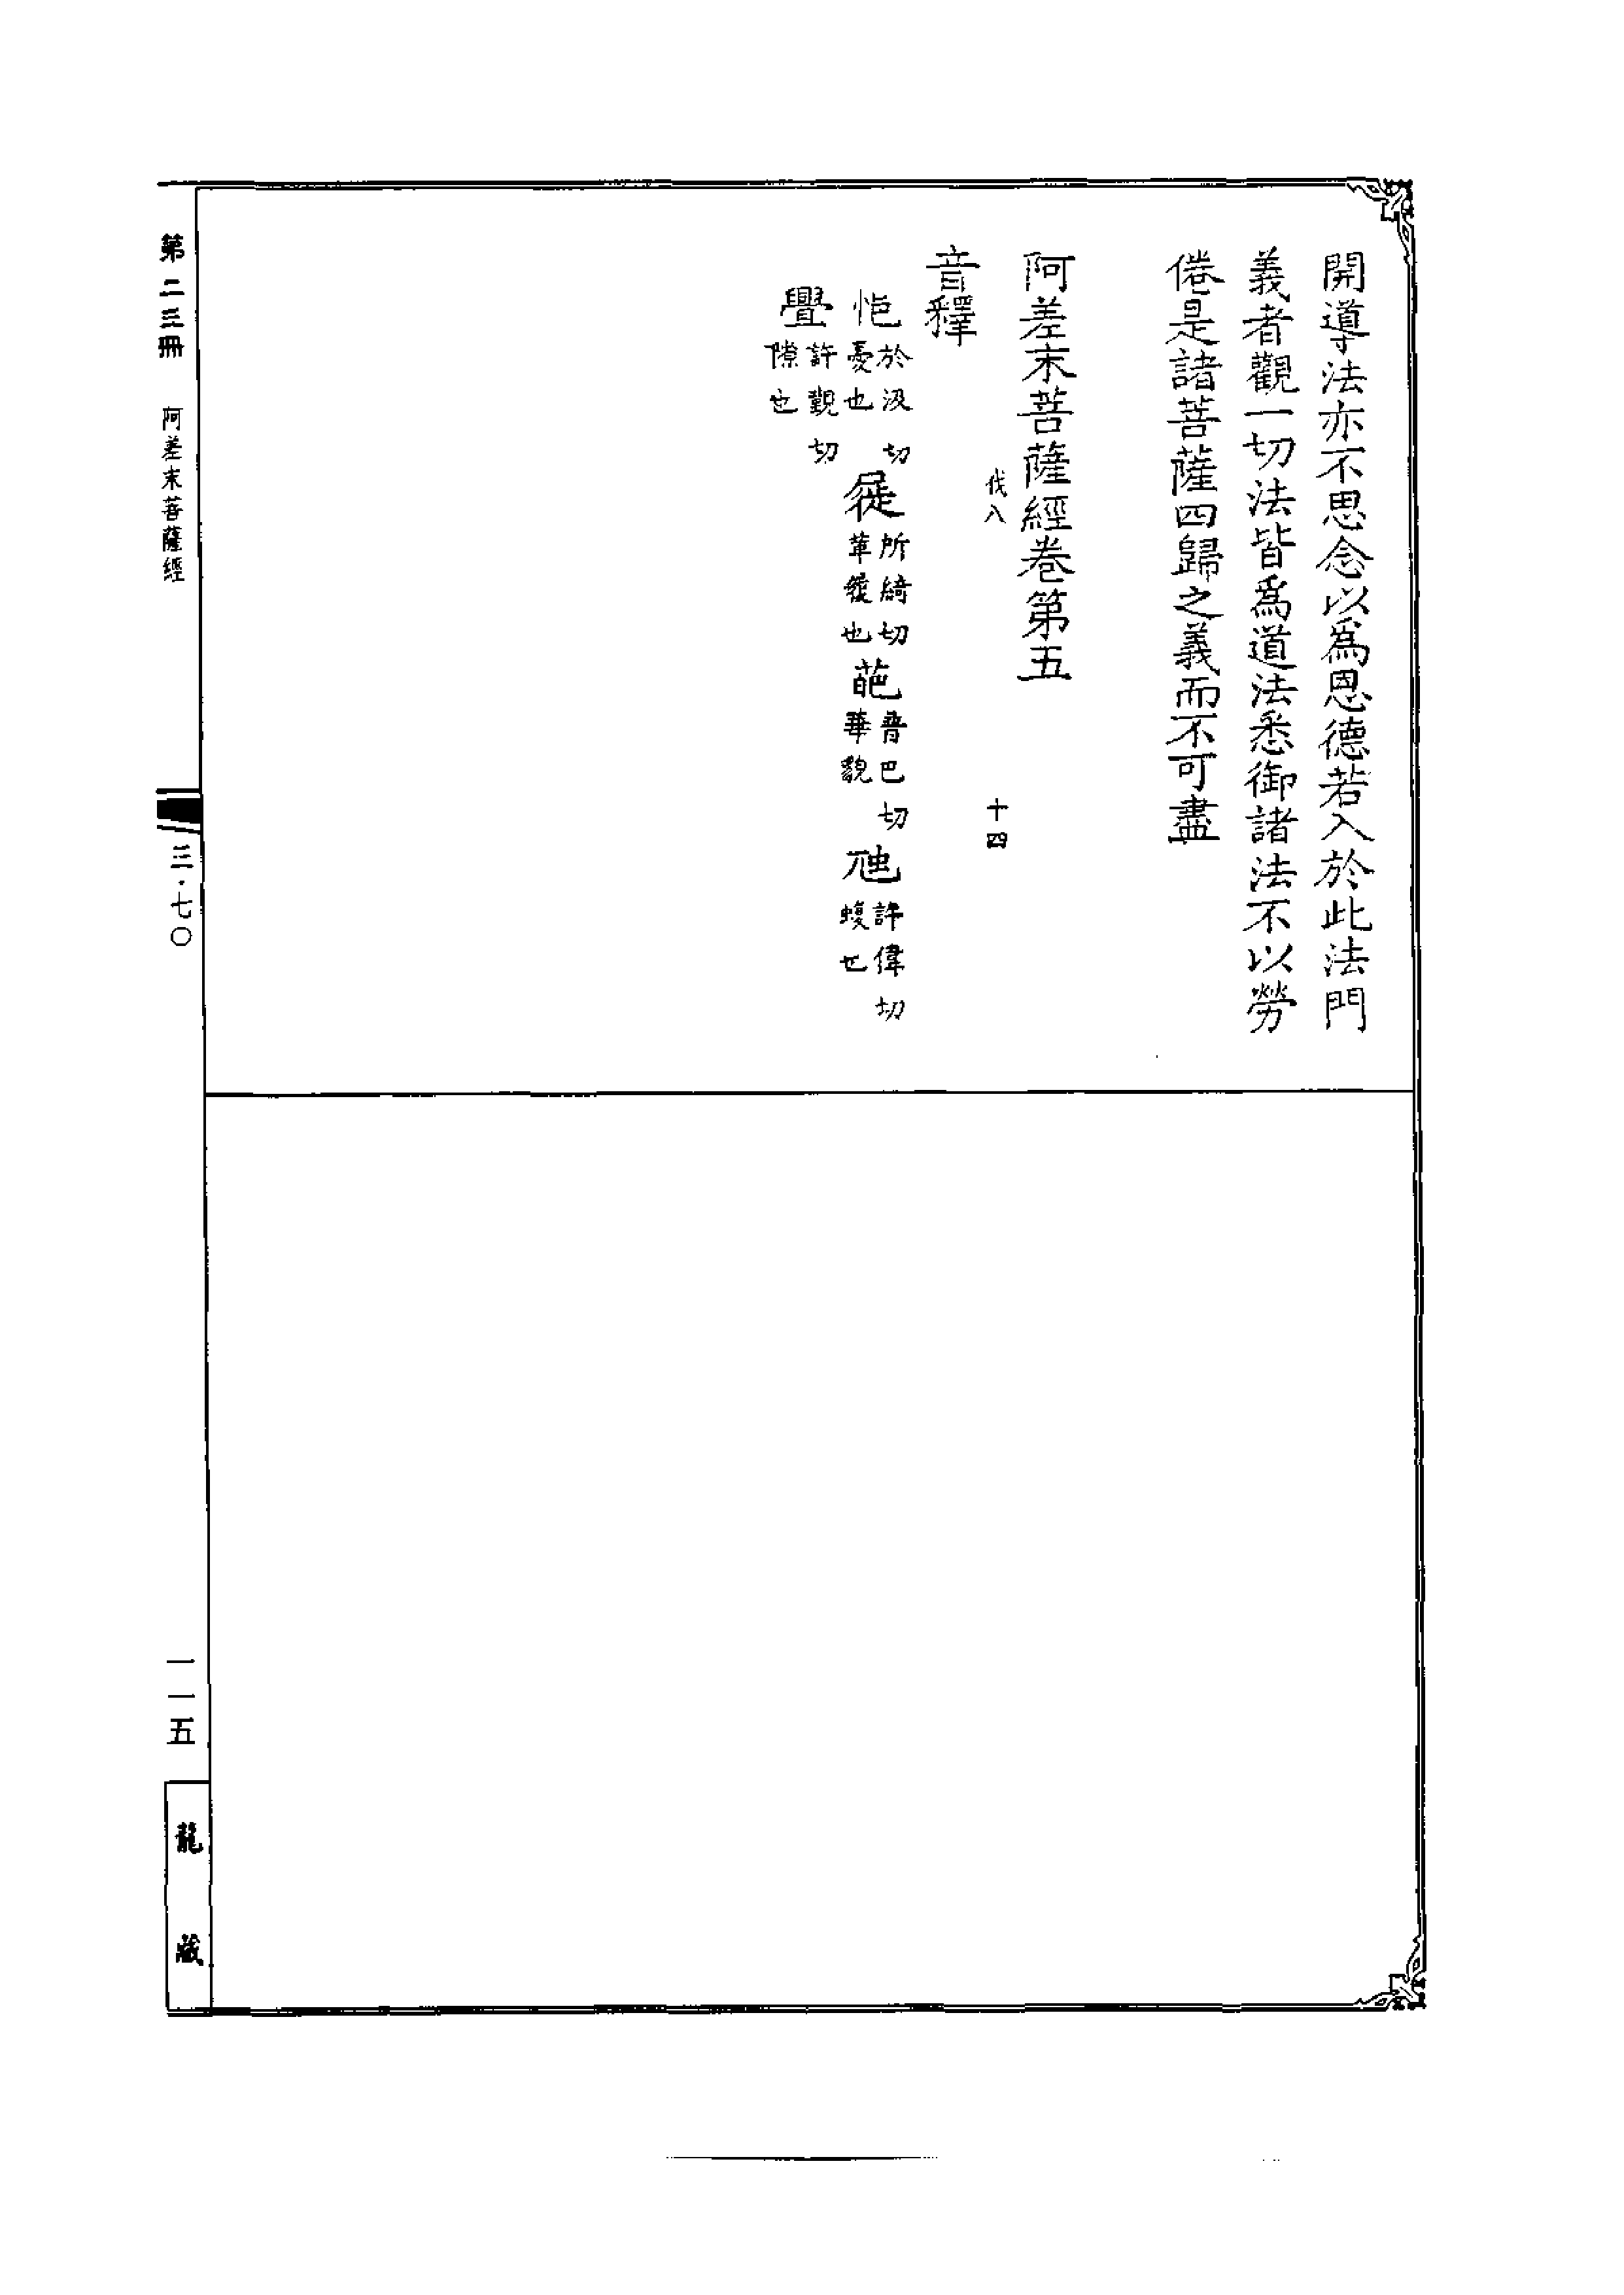 開導法亦不思念以為恩德若入於此法門
義者觀一切法皆為道法悉御諸法不以勞
倦是諸菩薩四歸之義而不可盡
阿差末菩薩經卷第五
伐八 十四
音釋
悒於汲切憂也屣所綺切革屨也葩普巴切華貌虺許偉切蝮也
舋許觀切隙也
第二三冊 阿差末菩薩經 三·七〇 一一五 龍藏